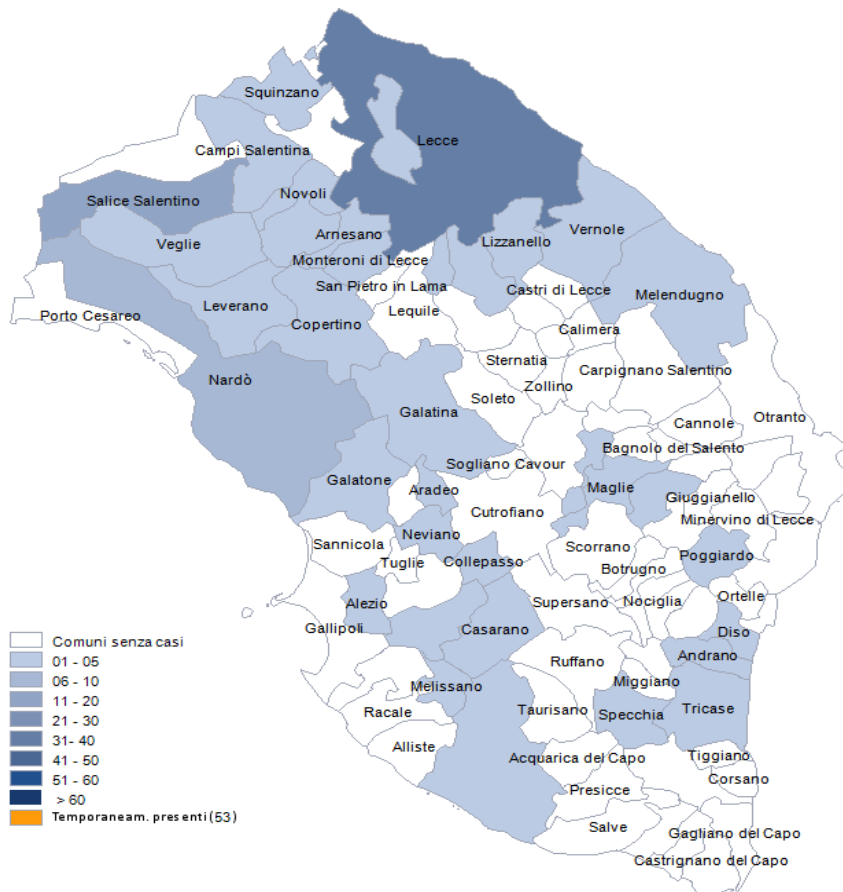 Squinzano
Lecce
Campi Salentina
Salice Salentino
Novoli
Arnesano
Vernole
Veglie
Lizzanello
Monteroni di Lecce
San Pietro in Lama
Castri di Lecce
Melendugno
Leverano
Porto Cesareo
Lequile
Copertino
Calimera
Sternatia
Nardò
Zollino
Carpignano Salentino
Soleto
Galatina
Otranto
Cannole
Bagnolo del Salento
Sogliano Cavour
Galatone
Aradeo
Maglie
Giuggianello
Cutrofiano
Minervino di Lecce
Neviano
Sannicola
Scorrano
Poggiardo
Tuglie
Collepasso
Botrugno
Alezio
Supersano
Nociglia
Ortelle
Gallipoli
Casarano
Diso
Andrano
Ruffano
Melissano
Miggiano
Racale
Taurisano
Specchia
Tricase
Alliste
Acquarica del Capo
Tiggiano
Corsano
Presicce
Salve
Gagliano del Capo
Castrignano del Capo
Comuni senza casi
01 - 05
06 - 10
11 - 20
21 - 30
31- 40
41 - 50
51 - 60
> 60
Temporaneam. presenti (53)